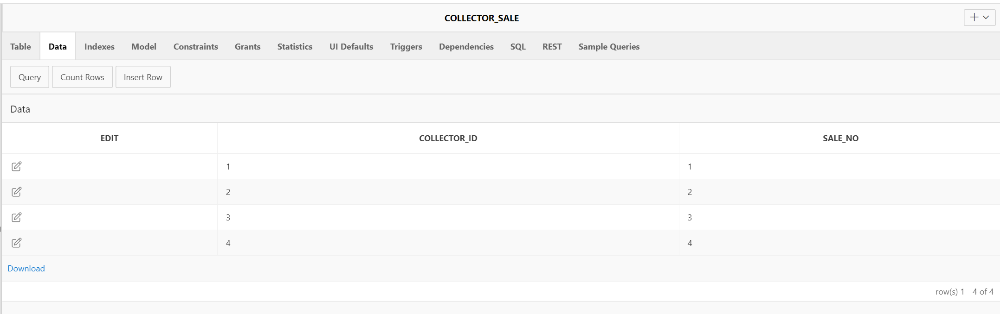 COLLECTOR_SALE
Table Data Indexes Model Constraints Grants Statistics UI Defaults Triggers Dependencies SQL REST Sample Queries
Query Count Rows Insert Row
Data
EDIT COLLECTOR_ID SALE_NO
1 1
2 2
3 3
4 4
Download
row(s) 1 - 4 of 4